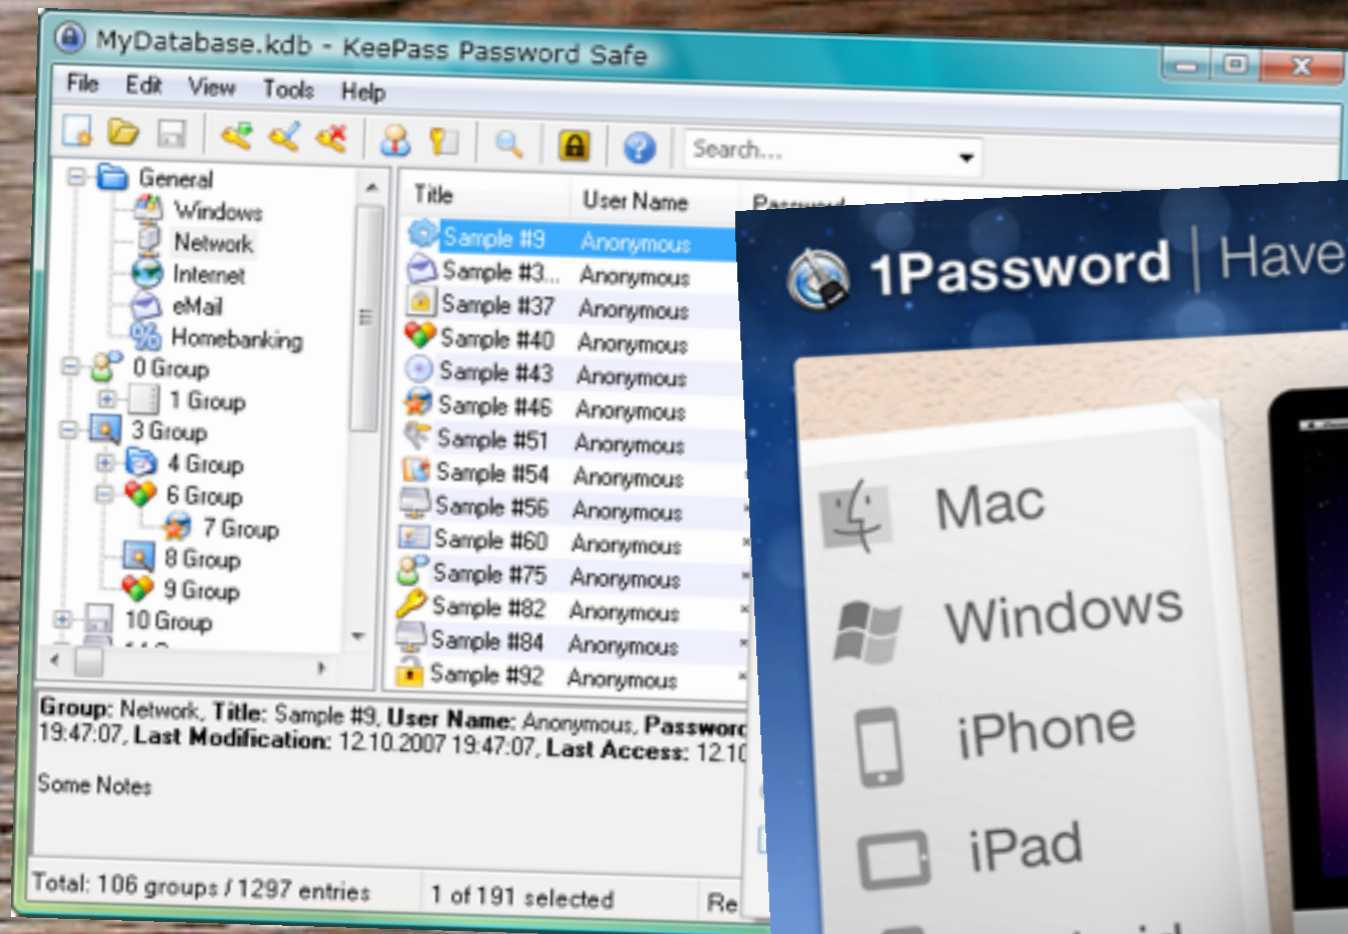 MyDatabase.kdb - KeePass Password Safe
File Edit View Tools Help
Search...
General
Windows
Network
Internet
eMail
Homebanking
0 Group
1 Group
3 Group
4 Group
6 Group
7 Group
8 Group
9 Group
10 Group
Title User Name Password
Sample #9 Anonymous
Sample #3... Anonymous
Sample #37 Anonymous
Sample #40 Anonymous
Sample #43 Anonymous
Sample #46 Anonymous
Sample #51 Anonymous
Sample #54 Anonymous
Sample #56 Anonymous
Sample #60 Anonymous
Sample #75 Anonymous
Sample #82 Anonymous
Sample #84 Anonymous
Sample #92 Anonymous
Group: Network, Title: Sample #9, User Name: Anonymous, Password
19:47:07, Last Modification: 12.10.2007 19:47:07, Last Access: 12.10
Some Notes
Total: 106 groups / 1297 entries 1 of 191 selected Re
1Password | Have
Mac
Windows
iPhone
iPad